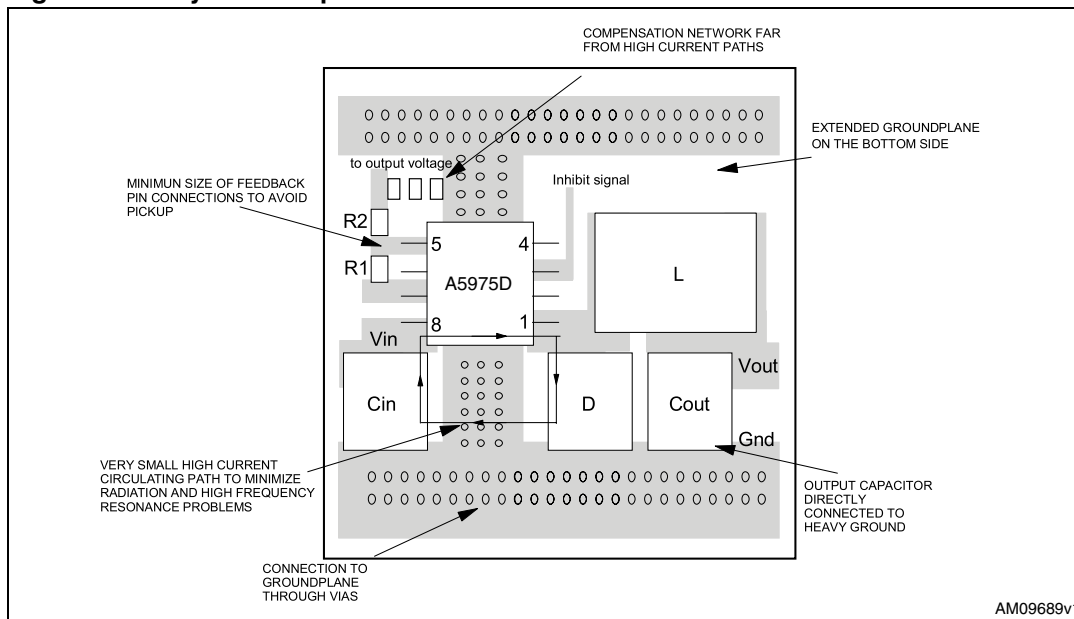 COMPENSATION NETWORK FAR
FROM HIGH CURRENT PATHS
EXTENDED GROUNDPLANE
ON THE BOTTOM SIDE
to output voltage
Inhibit signal
MINIMUN SIZE OF FEEDBACK
PIN CONNECTIONS TO AVOID
PICKUP
R2
R1
5
4
A5975D
L
8
1
Vin
Vout
Cin
D
Cout
Gnd
VERY SMALL HIGH CURRENT
CIRCULATING PATH TO MINIMIZE
RADIATION AND HIGH FREQUENCY
RESONANCE PROBLEMS
OUTPUT CAPACITOR
DIRECTLY
CONNECTED TO
HEAVY GROUND
CONNECTION TO
GROUNDPLANE
THROUGH VIAS